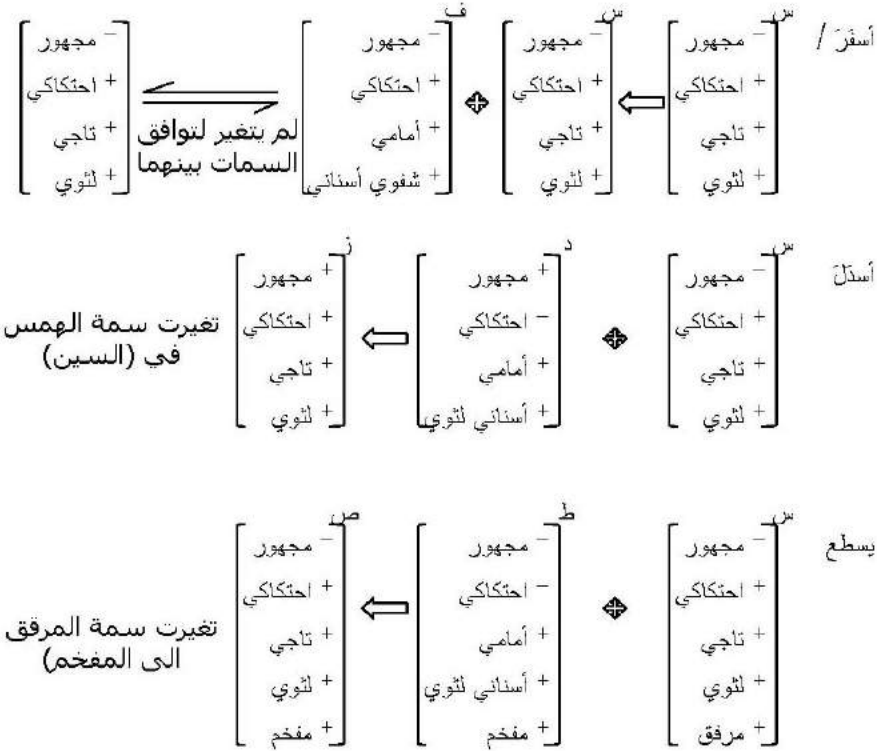 أسفَرَ /
س س ف
- مجهور - مجهور - مجهور - مجهور
+ احتكاكي + احتكاكي + احتكاكي + احتكاكي
+ تاجي + تاجي + أمامي + تاجي
+ لثوي + لثوي + شفوي أسناني + لثوي
لم يتغير لتوافق
السمات بينهما
أسدَلَ
س د ز
- مجهور + مجهور + مجهور
+ احتكاكي - احتكاكي + احتكاكي
+ تاجي + أمامي + تاجي
+ لثوي + أسناني لثوي + لثوي
تغيرت سمة الهمس
في (السين)
يسطع
س ط ص
- مجهور - مجهور - مجهور
+ احتكاكي - احتكاكي + احتكاكي
+ تاجي + أمامي + تاجي
+ لثوي + أسناني لثوي + لثوي
+ مرفق + مفخم + مفخم
تغيرت سمة المرفق
الى المفخم)